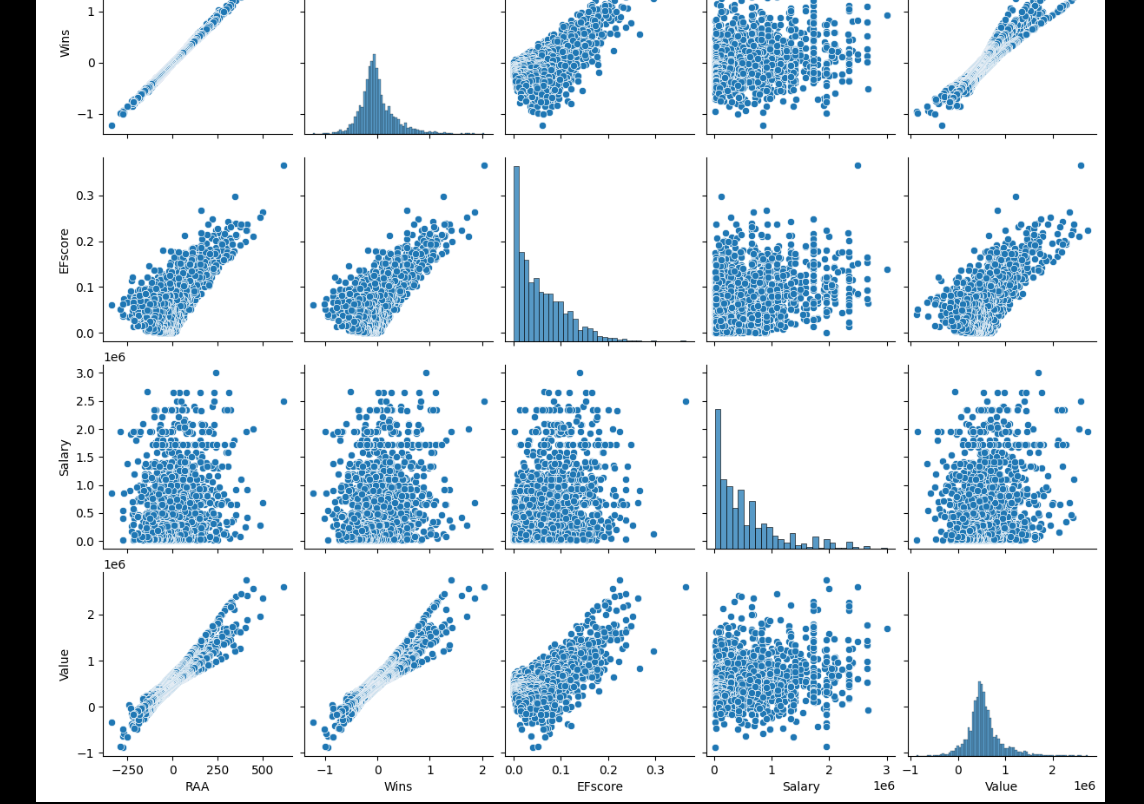 1
Wins
0
−1
0.3
EFscore
0.2
0.1
0.0
1e6
3.0
2.5
2.0
Salary
1.5
1.0
0.5
0.0
1e6
2
Value
1
0
−1
−250 0 250 500 −1 0 1 2 0.0 0.1 0.2 0.3 0 1 2 3 −1 0 1 2
1e6 1e6
RAA Wins EFscore Salary Value